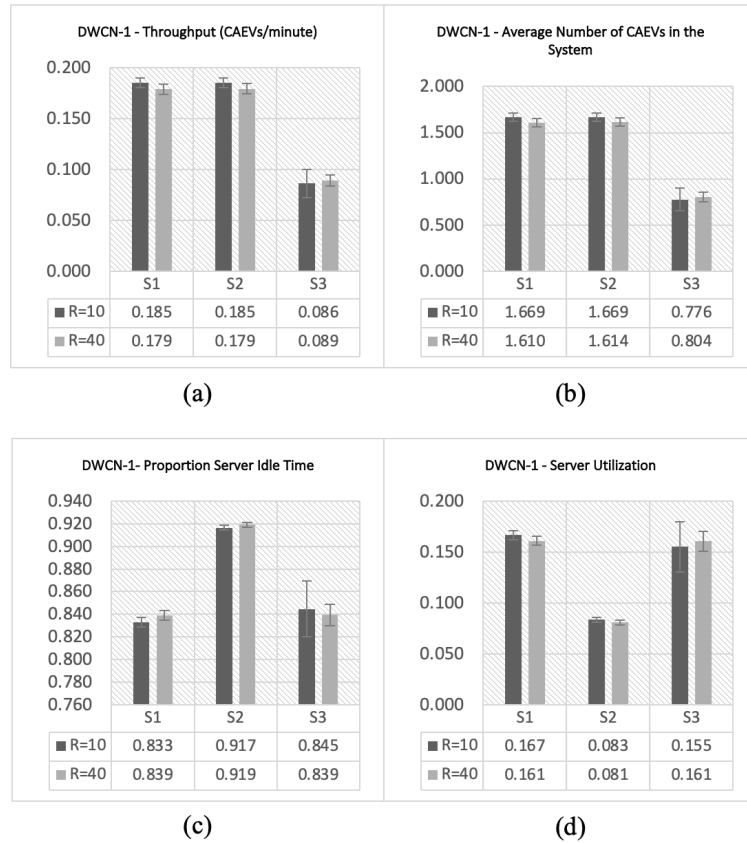 DWCN-1 - Throughput (CAEVs/minute)
0.200
0.150
0.100
0.050
0.000
S1 S2 S3
R=10 0.185 0.185 0.086
R=40 0.179 0.179 0.089
(a)
DWCN-1 - Average Number of CAEVs in the
System
2.000
1.500
1.000
0.500
0.000
S1 S2 S3
R=10 1.669 1.669 0.776
R=40 1.610 1.614 0.804
(b)
DWCN-1- Proportion Server Idle Time
0.940
0.920
0.900
0.880
0.860
0.840
0.820
0.800
0.780
0.760
S1 S2 S3
R=10 0.833 0.917 0.845
R=40 0.839 0.919 0.839
(c)
DWCN-1 - Server Utilization
0.200
0.150
0.100
0.050
0.000
S1 S2 S3
R=10 0.167 0.083 0.155
R=40 0.161 0.081 0.161
(d)